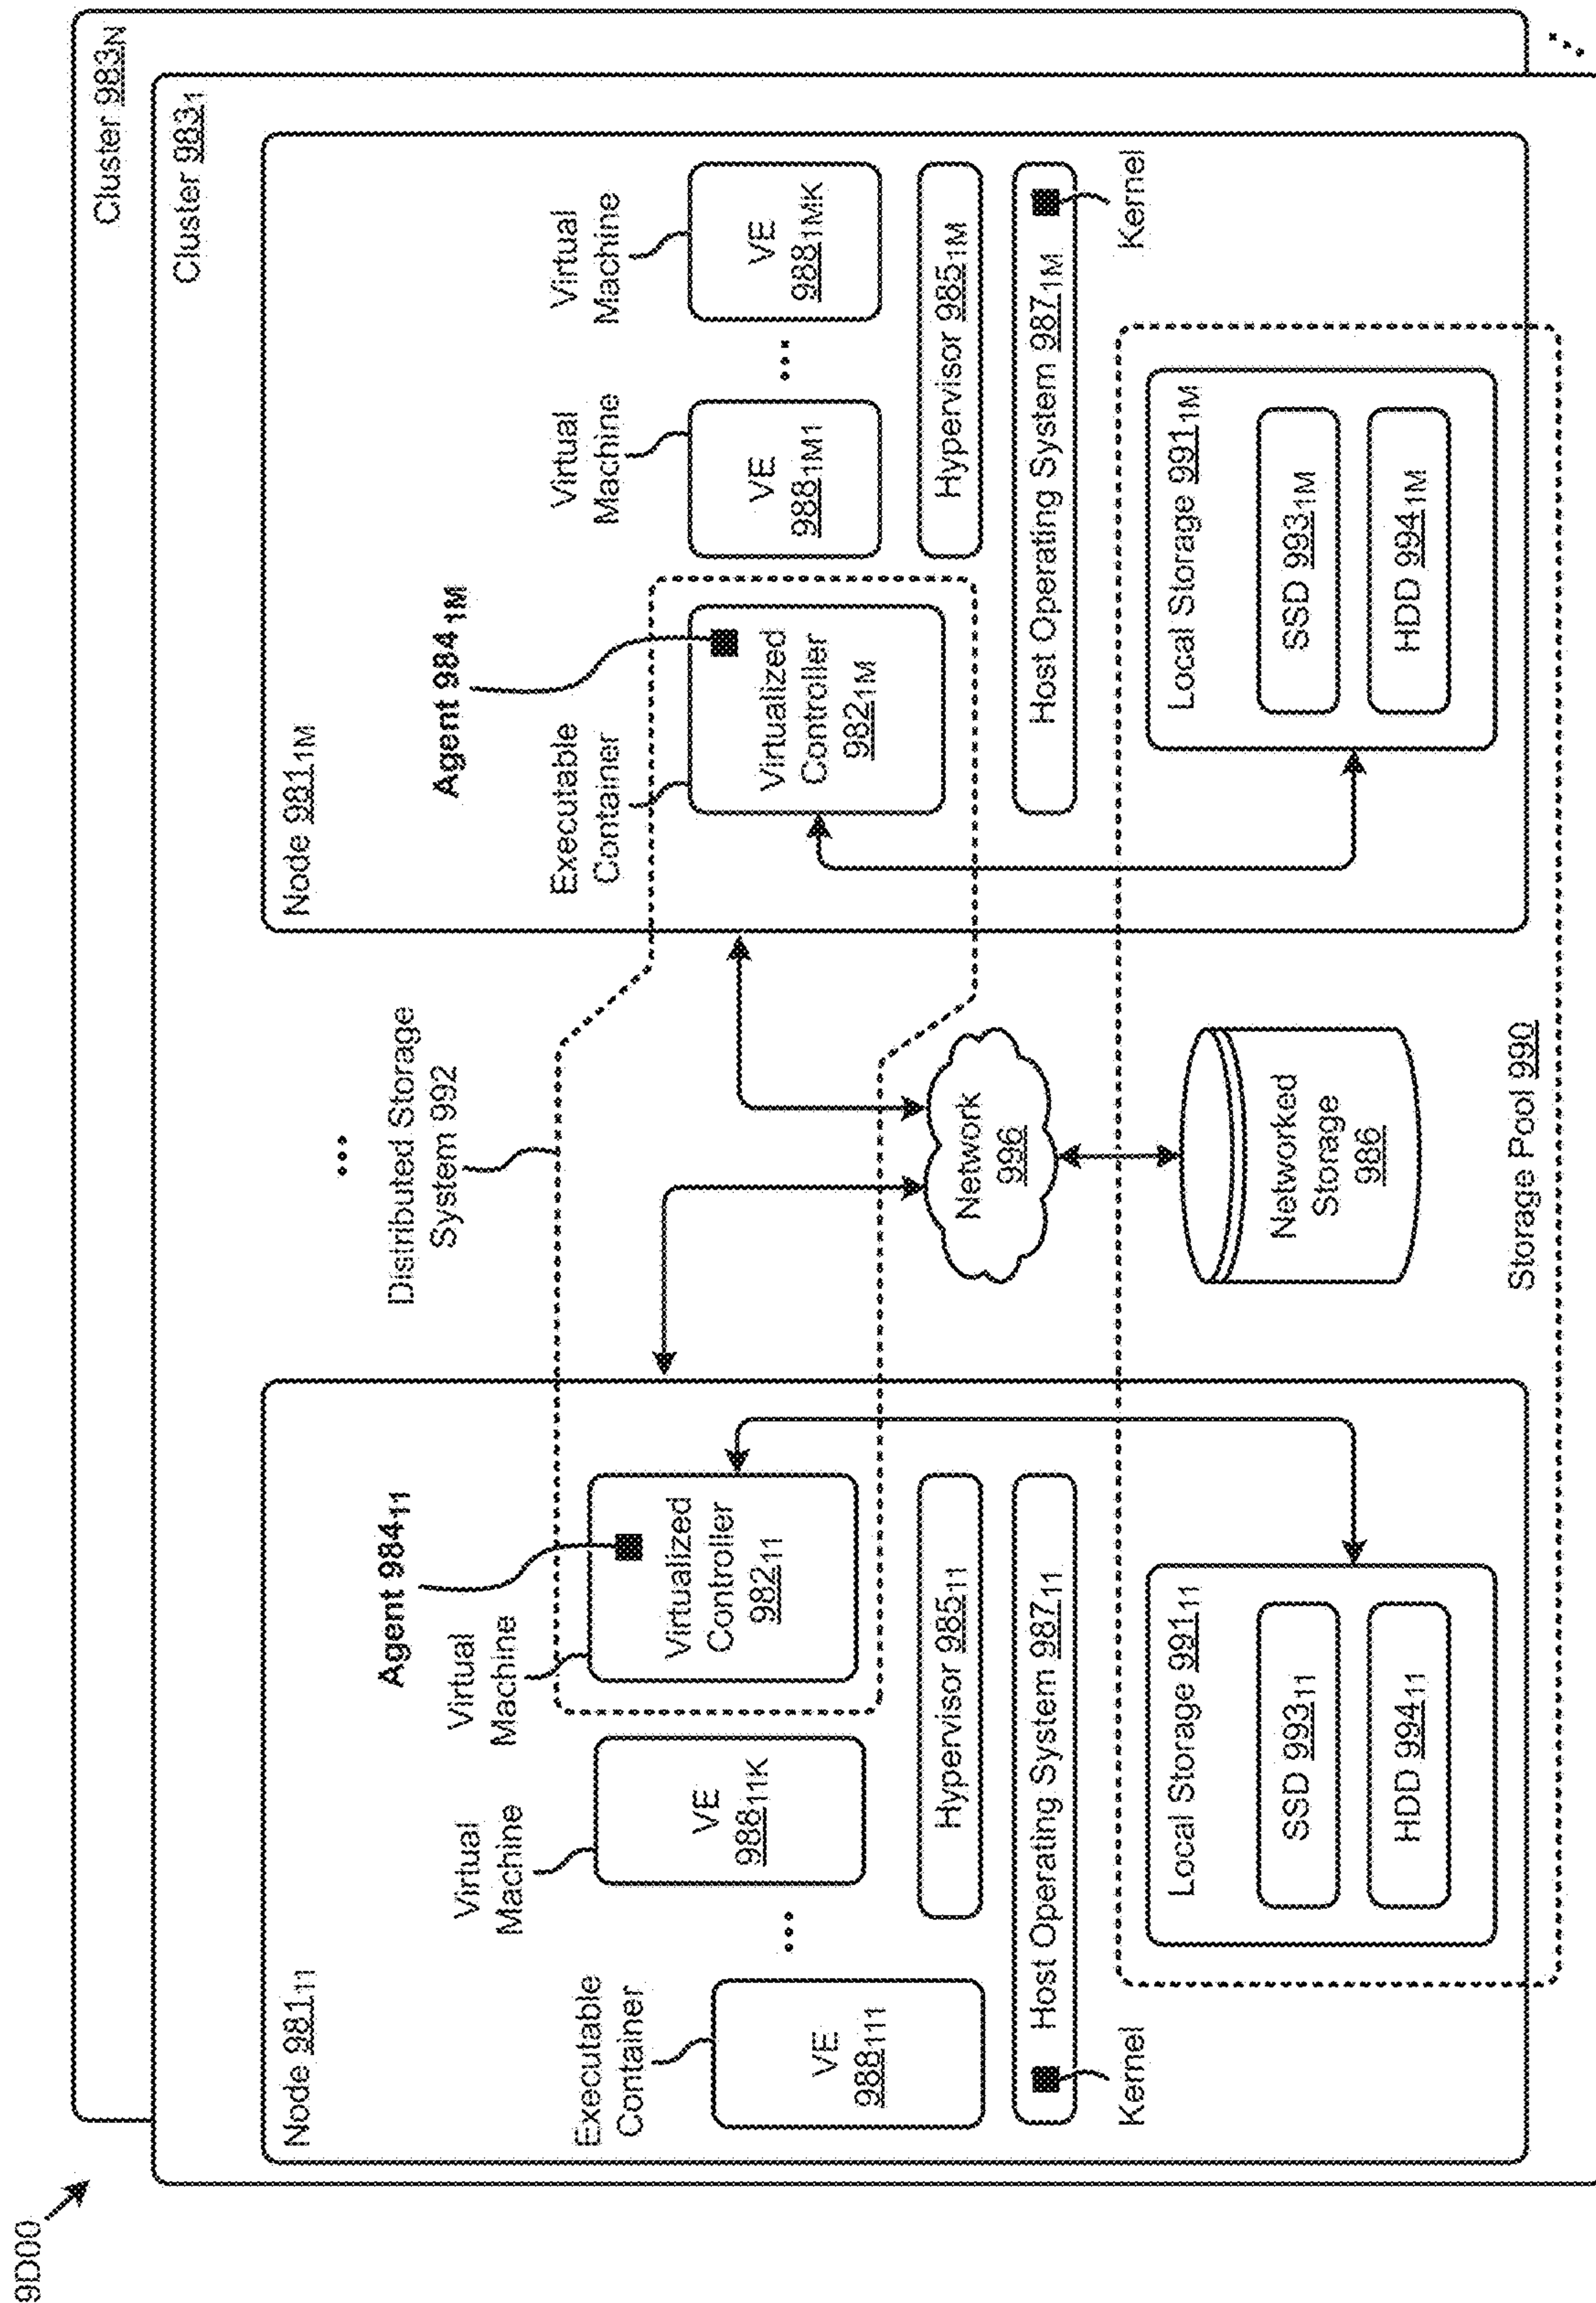 9D00
Cluster 983N
Cluster 9831
Node 98111
Agent 98411
Virtual
Machine
Virtualized
Controller
98211
Virtual
Machine
VE
98811K
...
Executable
Container
VE
988111
Hypervisor 98511
Host Operating System 98711
Kernel
Local Storage 99111
SSD 99311
HDD 99411
...
Distributed Storage
System 992
Network
996
Networked
Storage
986
Storage Pool 990
Node 9811M
Agent 9841M
Executable
Container
Virtualized
Controller
9821M
Virtual
Machine
VE
9881M1
...
Virtual
Machine
VE
9881MK
Hypervisor 9851M
Host Operating System 9871M
Kernel
Local Storage 9911M
SSD 9931M
HDD 9941M
...